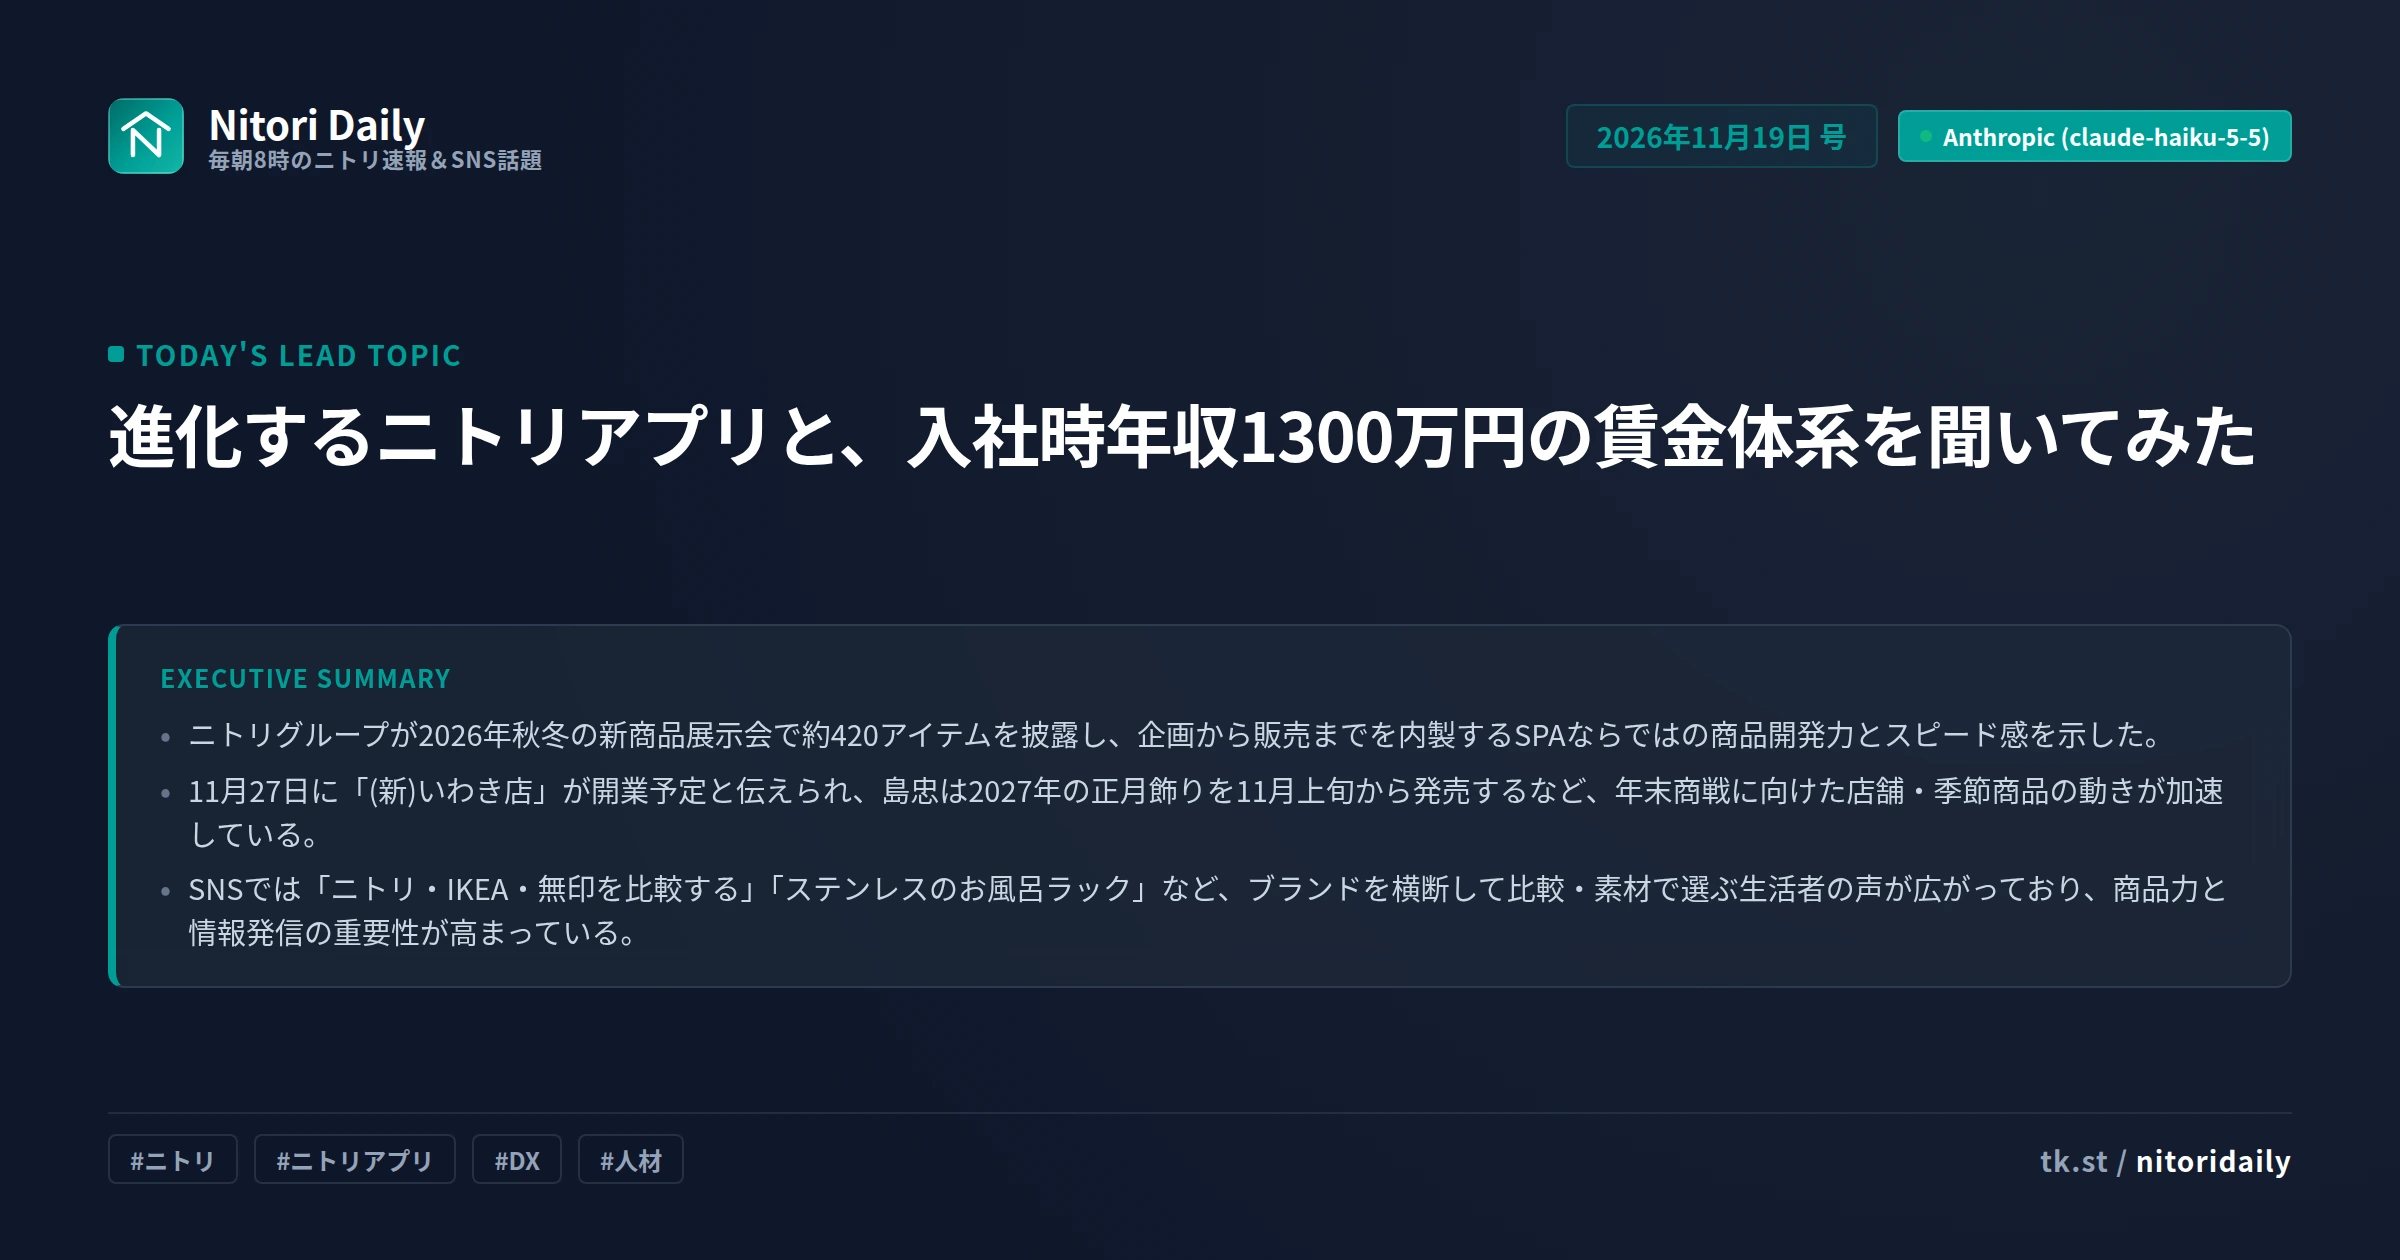 Nitori Daily
毎朝8時のニトリ速報＆SNS話題
2026年11月19日 号
Anthropic (claude-haiku-5-5)
TODAY'S LEAD TOPIC
進化するニトリアプリと、入社時年収1300万円の賃金体系を聞いてみた
EXECUTIVE SUMMARY
• ニトリグループが2026年秋冬の新商品展示会で約420アイテムを披露し、企画から販売までを内製するSPAならではの商品開発力とスピード感を示した。
• 11月27日に「(新)いわき店」が開業予定と伝えられ、島忠は2027年の正月飾りを11月上旬から発売するなど、年末商戦に向けた店舗・季節商品の動きが加速
している。
• SNSでは「ニトリ・IKEA・無印を比較する」「ステンレスのお風呂ラック」など、ブランドを横断して比較・素材で選ぶ生活者の声が広がっており、商品力と
情報発信の重要性が高まっている。
#ニトリ
#ニトリアプリ
#DX
#人材
tk.st / nitoridaily